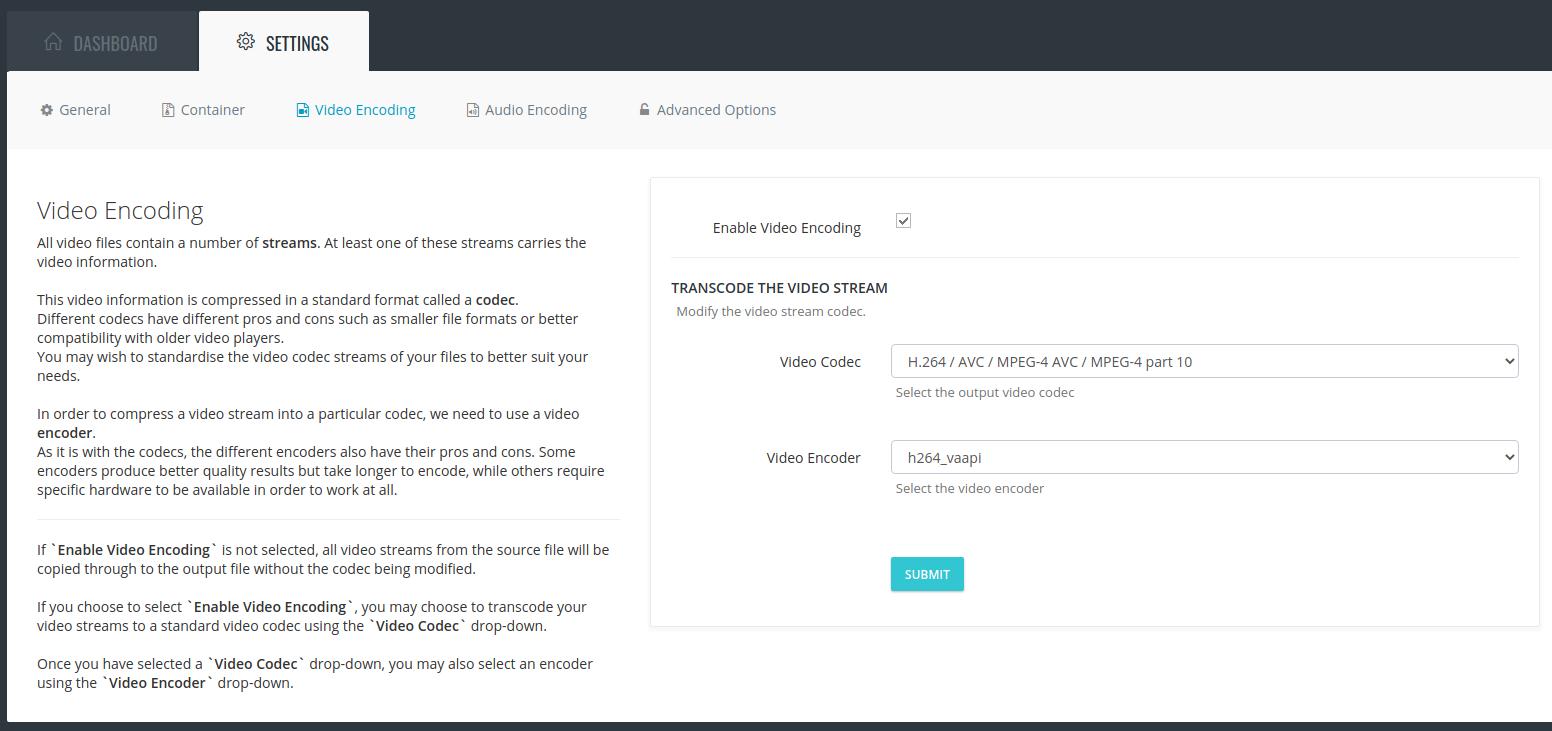 DASHBOARD
SETTINGS
General
Container
Video Encoding
Audio Encoding
Advanced Options
Video Encoding
All video files contain a number of streams. At least one of these streams carries the
video information.
This video information is compressed in a standard format called a codec.
Different codecs have different pros and cons such as smaller file formats or better
compatibility with older video players.
You may wish to standardise the video codec streams of your files to better suit your
needs.
In order to compress a video stream into a particular codec, we need to use a video
encoder.
As it is with the codecs, the different encoders also have their pros and cons. Some
encoders produce better quality results but take longer to encode, while others require
specific hardware to be available in order to work at all.
If `Enable Video Encoding` is not selected, all video streams from the source file will be
copied through to the output file without the codec being modified.
If you choose to select `Enable Video Encoding`, you may choose to transcode your
video streams to a standard video codec using the `Video Codec` drop-down.
Once you have selected a `Video Codec` drop-down, you may also select an encoder
using the `Video Encoder` drop-down.
Enable Video Encoding
TRANSCODE THE VIDEO STREAM
Modify the video stream codec.
Video Codec
H.264 / AVC / MPEG-4 AVC / MPEG-4 part 10
Select the output video codec
Video Encoder
h264_vaapi
Select the video encoder
SUBMIT